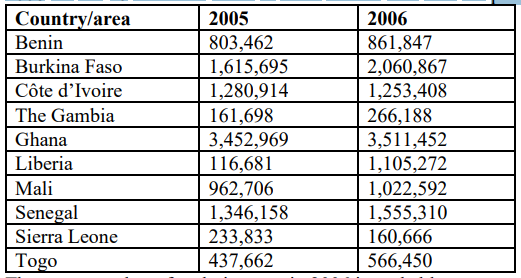 Country/area 2005 2006
Benin 803,462 861,847
Burkina Faso 1,615,695 2,060,867
Côte d’Ivoire 1,280,914 1,253,408
The Gambia 161,698 266,188
Ghana 3,452,969 3,511,452
Liberia 116,681 1,105,272
Mali 962,706 1,022,592
Senegal 1,346,158 1,555,310
Sierra Leone 233,833 160,666
Togo 437,662 566,450